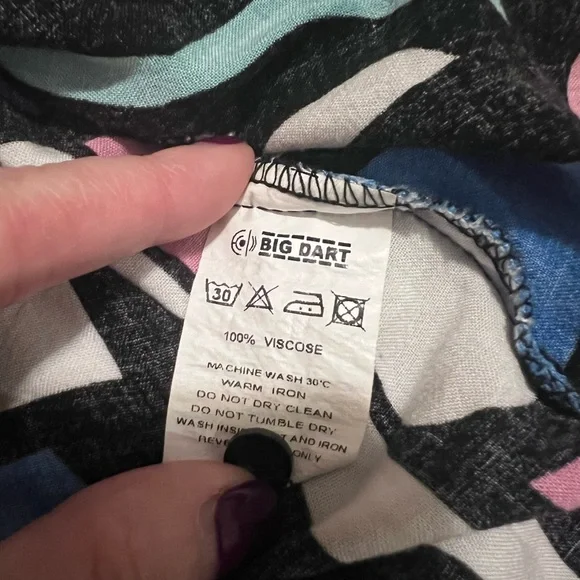 BIG DART
30
100% VISCOSE
MACHINE WASH 30°C
WARM IRON
DO NOT DRY CLEAN
DO NOT TUMBLE DRY
WASH AND IRON
ONLY